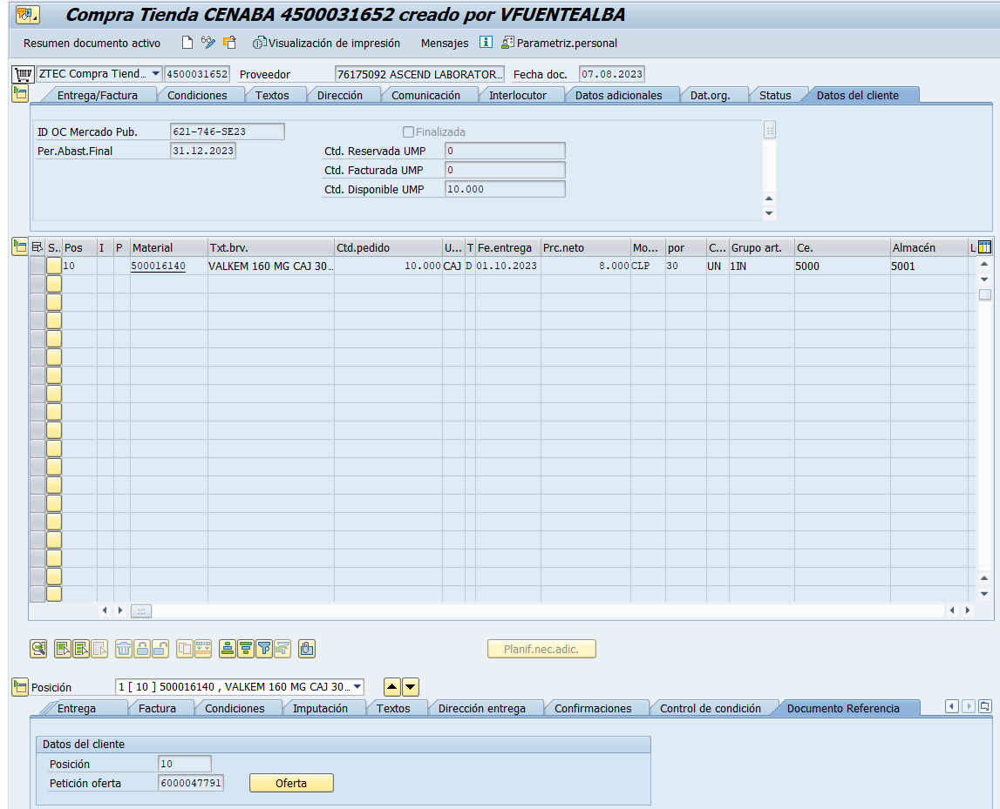 Compra Tienda CENABA 4500031652 creado por VFUENTEALBA
Resumen documento activo Visualización de impresión Mensajes Parametriz.personal
ZTEC Compra Tiend... 4500031652 Proveedor 76175092 ASCEND LABORATOR... Fecha doc. 07.08.2023
Entrega/Factura Condiciones Textos Dirección Comunicación Interlocutor Datos adicionales Dat.org. Status Datos del cliente
ID OC Mercado Pub. 621-746-SE23 Finalizada
Per.Abast.Final 31.12.2023 Ctd. Reservada UMP 0
Ctd. Facturada UMP 0
Ctd. Disponible UMP 10.000
S.. Pos I P Material Txt.brv. Ctd.pedido U... T Fe.entrega Prc.neto Mo... por C... Grupo art. Ce. Almacén
10 500016140 VALKEM 160 MG CAJ 30... 10.000 CAJ D 01.10.2023 8.000 CLP 30 UN 1IN 5000 5001
Planif.nec.adic.
Posición 1 [ 10 ] 500016140 , VALKEM 160 MG CAJ 30...
Entrega Factura Condiciones Imputación Textos Dirección entrega Confirmaciones Control de condición Documento Referencia
Datos del cliente
Posición 10
Petición oferta 6000047791 Oferta